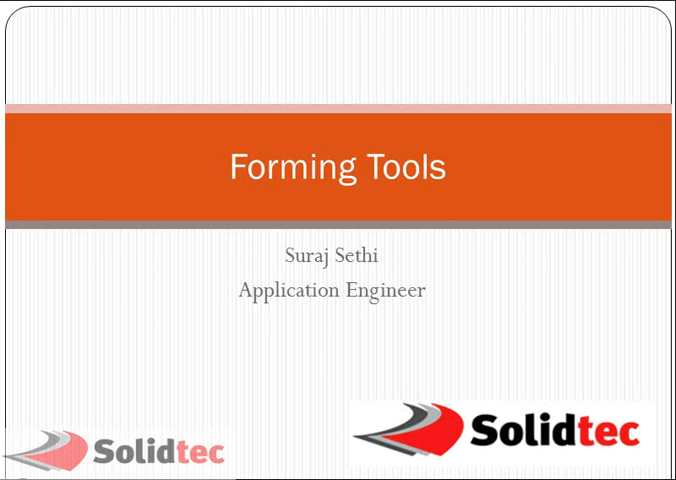 Forming Tools
Suraj Sethi
Application Engineer
Solidtec
Solidtec